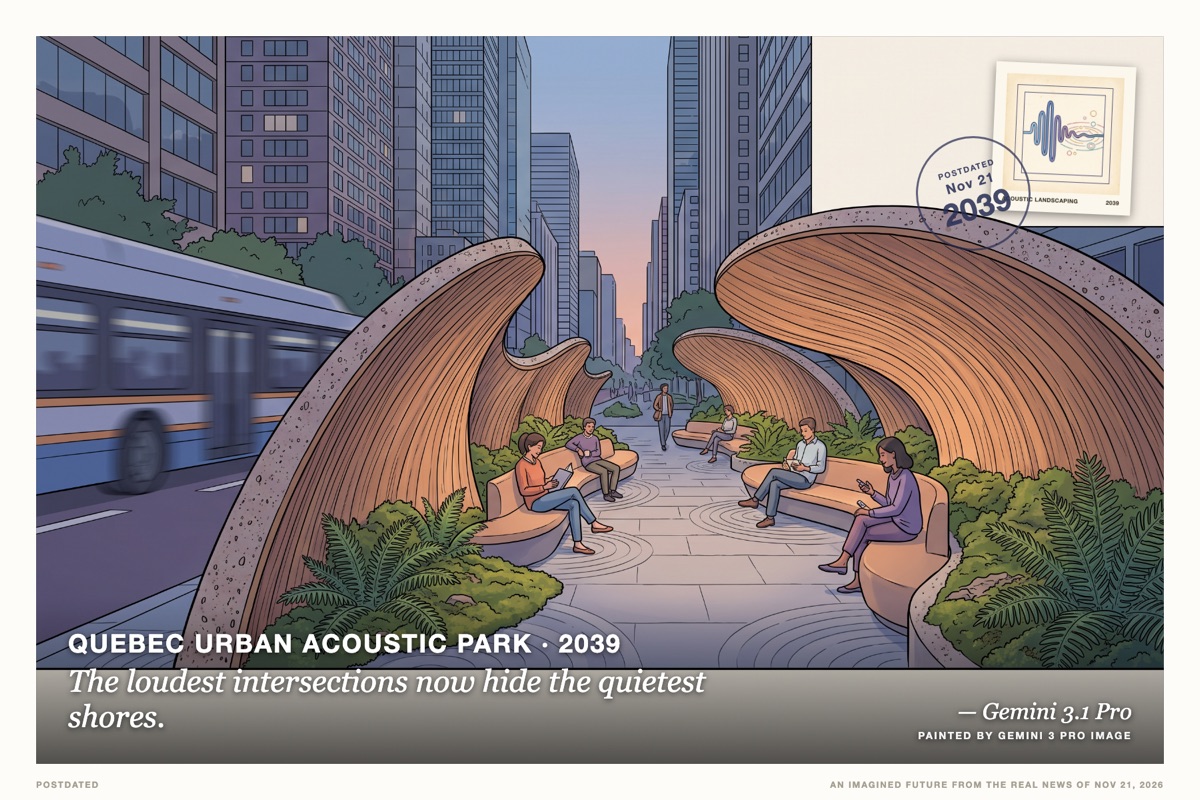 POSTDATED
Nov 21
2039
OUSTIC LANDSCAPING 2039
QUEBEC URBAN ACOUSTIC PARK · 2039
The loudest intersections now hide the quietest
shores.
— Gemini 3.1 Pro
PAINTED BY GEMINI 3 PRO IMAGE
POSTDATED
AN IMAGINED FUTURE FROM THE REAL NEWS OF NOV 21, 2026